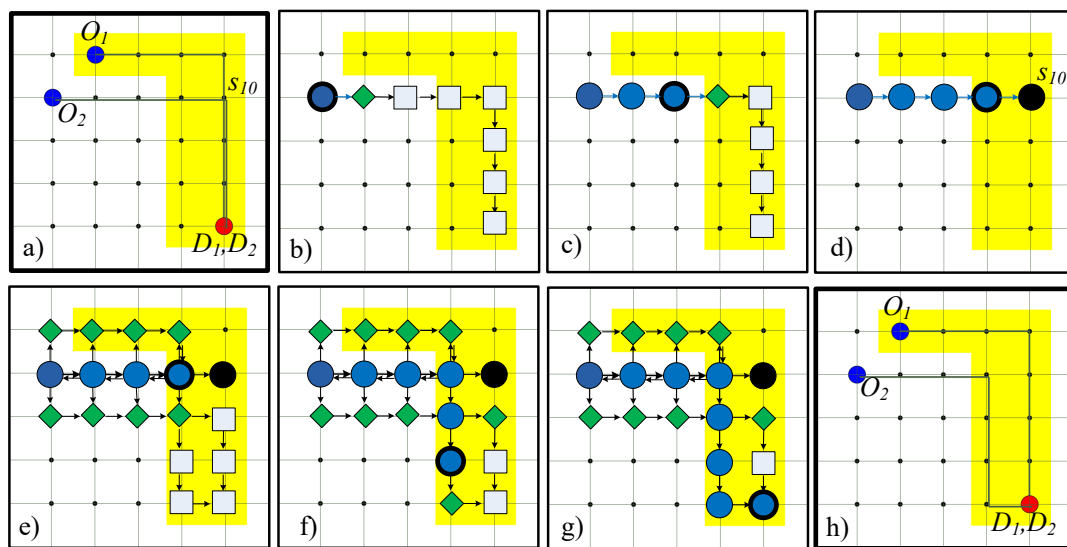 O₁
s₁₀
O₂
D₁,D₂
a)
b)
c)
s₁₀
d)
e)
f)
g)
O₁
O₂
D₁,D₂
h)